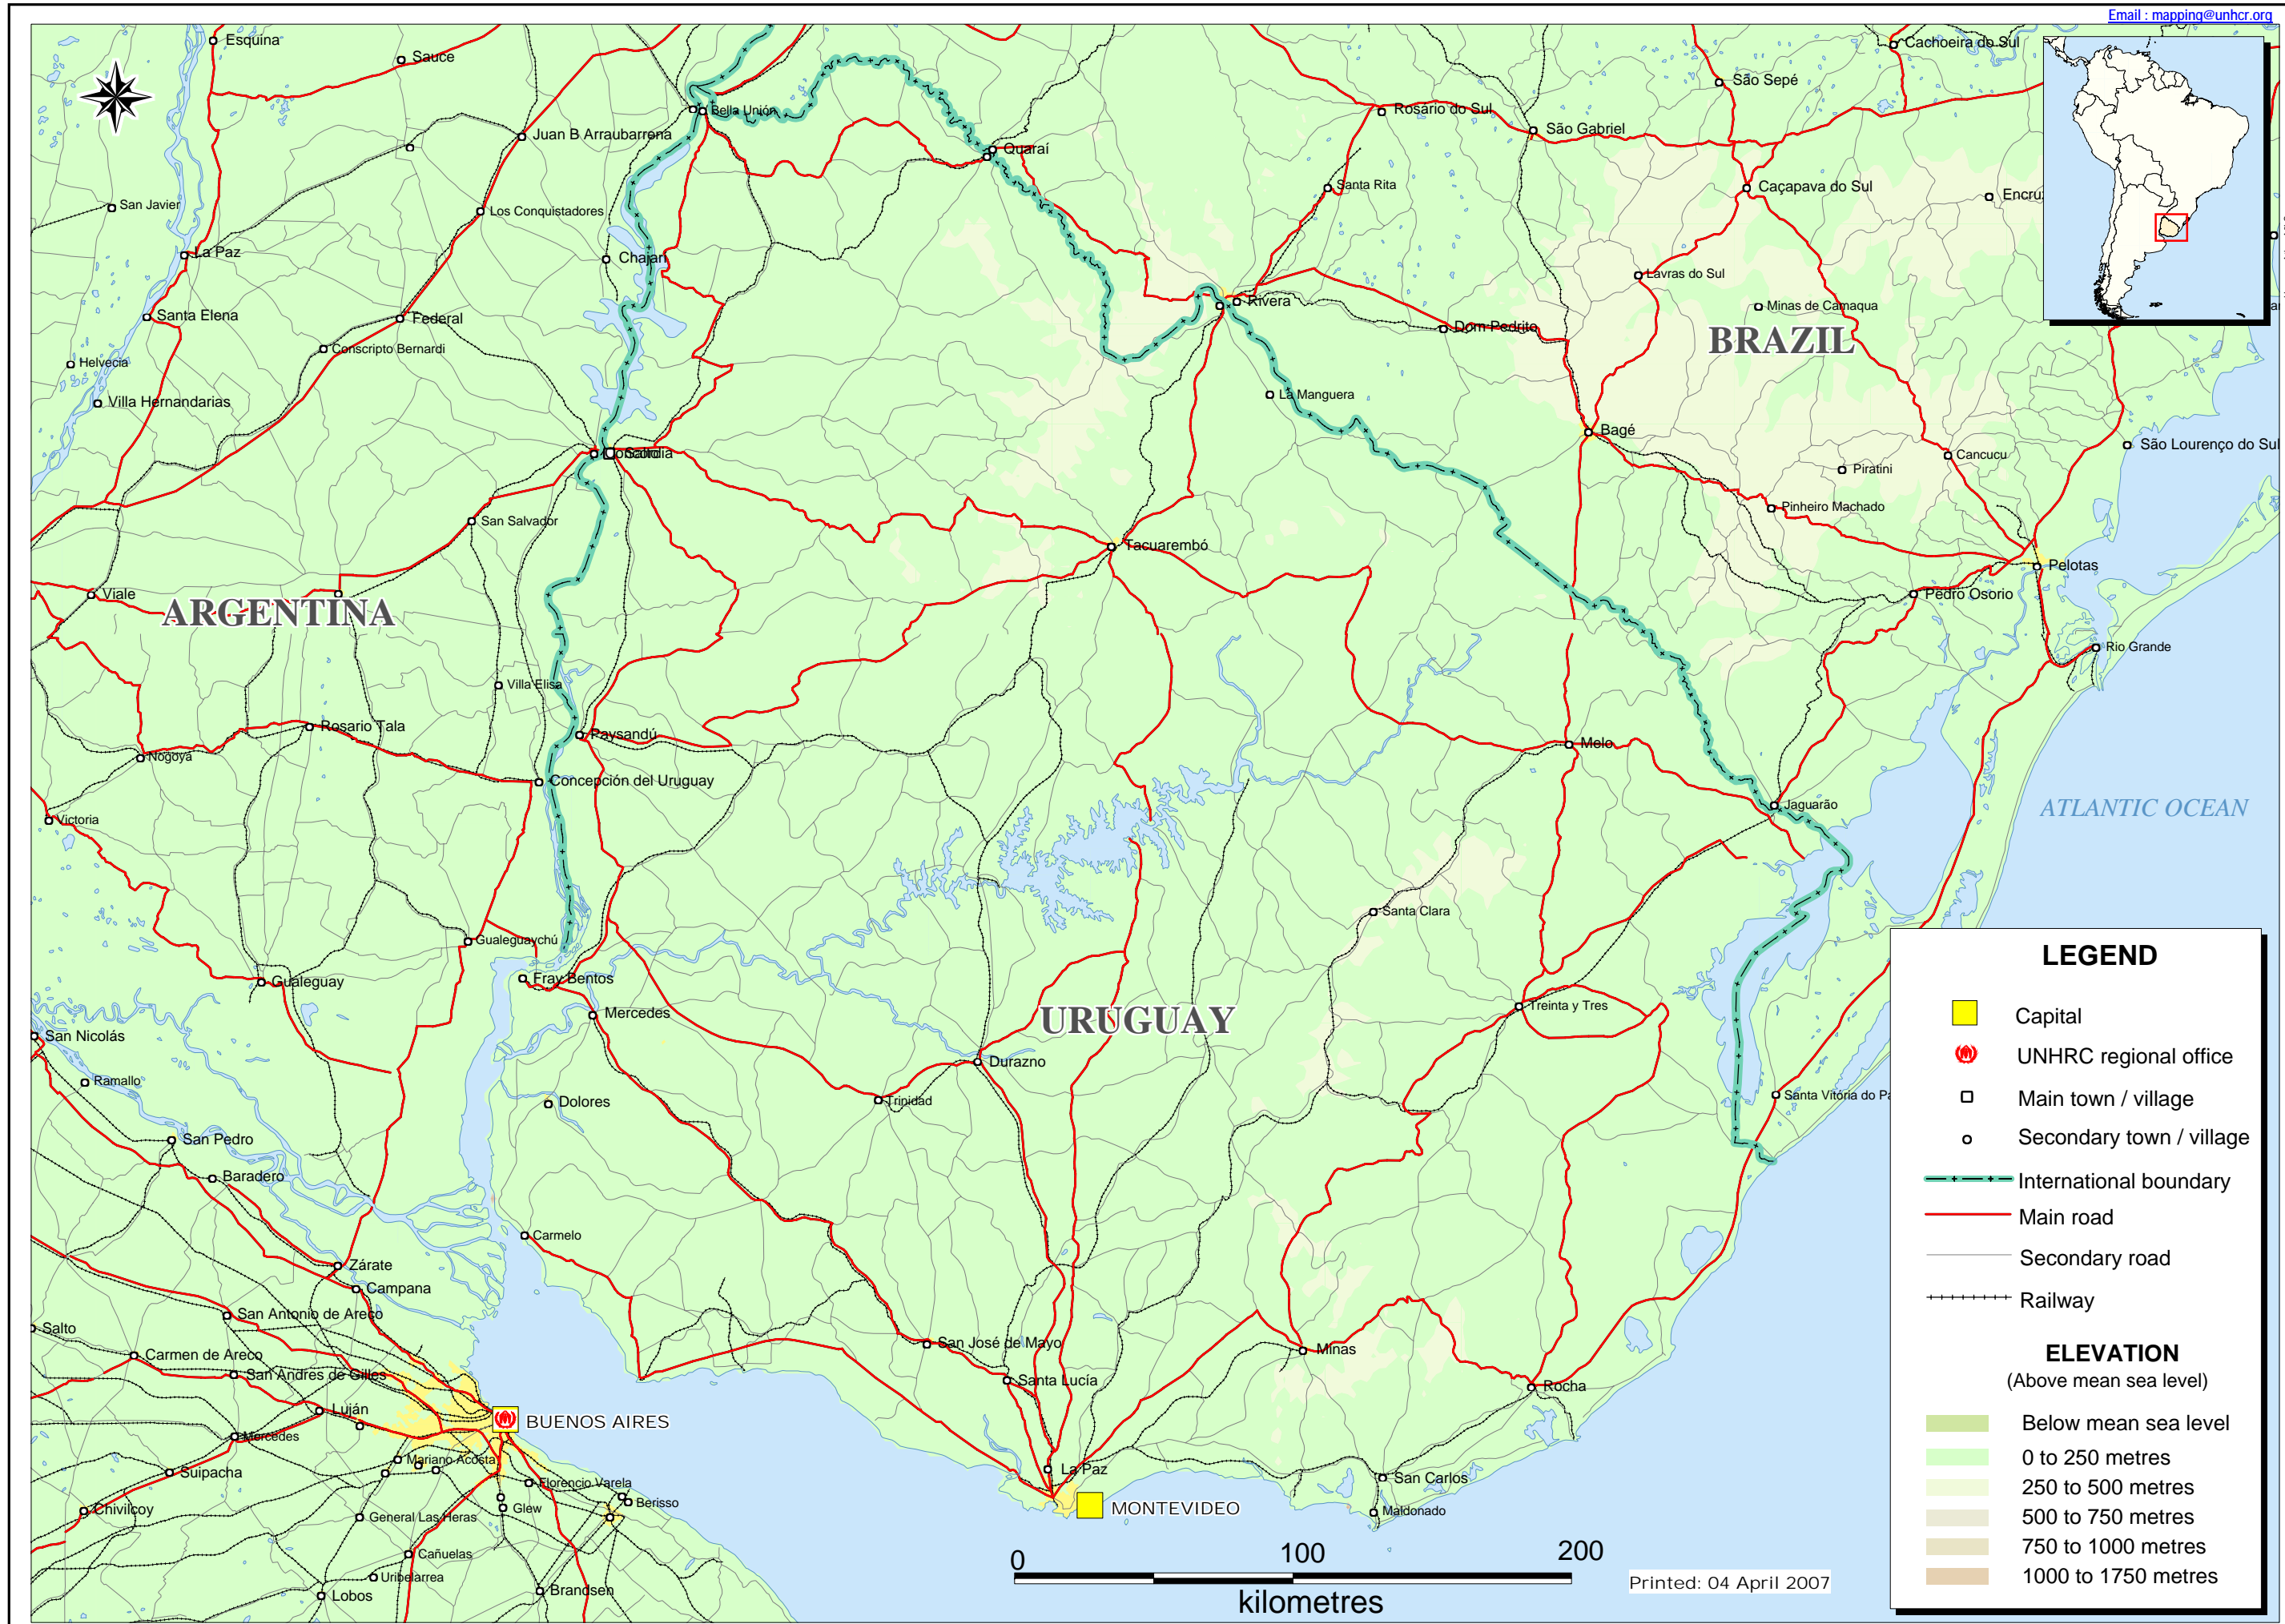 Email : mapping@unhcr.org
Esquina
Sauce
Cachoeira do Sul
São Sepé
Bella Unión
Rosário do Sul
São Gabriel
Juan B Arraubarrena
Quaraí
San Javier
Los Conquistadores
Santa Rita
Caçapava do Sul
Encru
La Paz
Chajarí
Lavras do Sul
Santa Elena
Federal
Rivera
Minas de Camaqua
Dom Pedrito
BRAZIL
Conscripto Bernardi
Helvecia
Villa Hernandarias
La Manguera
Bagé
São Lourenço do Sul
Cancucu
Piratini
San Salvador
Pinheiro Machado
Tacuarembó
Pelotas
Viale
ARGENTINA
Pedro Osorio
Rio Grande
Villa Elisa
Rosario Tala
Paysandú
Melo
Nogoya
Concepción del Uruguay
Jaguarão
ATLANTIC OCEAN
Victoria
Santa Clara
Gualeguaychú
Gualeguay
Fray Bentos
Mercedes
URUGUAY
Treinta y Tres
San Nicolás
Durazno
Ramallo
Dolores
Trinidad
Santa Vitória do Pa
San Pedro
Baradero
Carmelo
Zárate
Campana
San Antonio de Areco
Salto
San José de Mayo
Minas
Carmen de Areco
San Andres de Gilles
Santa Lucía
Rocha
Luján
BUENOS AIRES
Mercedes
Mariano Acosta
La Paz
Suipacha
San Carlos
Florencio Varela
Berisso
Chivilcoy
Glew
General Las Heras
MONTEVIDEO
Maldonado
Cañuelas
Uribelarrea
Lobos
Brandsen
0 100 200
kilometres
Printed: 04 April 2007
LEGEND
Capital
UNHRC regional office
Main town / village
Secondary town / village
International boundary
Main road
Secondary road
Railway
ELEVATION
(Above mean sea level)
Below mean sea level
0 to 250 metres
250 to 500 metres
500 to 750 metres
750 to 1000 metres
1000 to 1750 metres